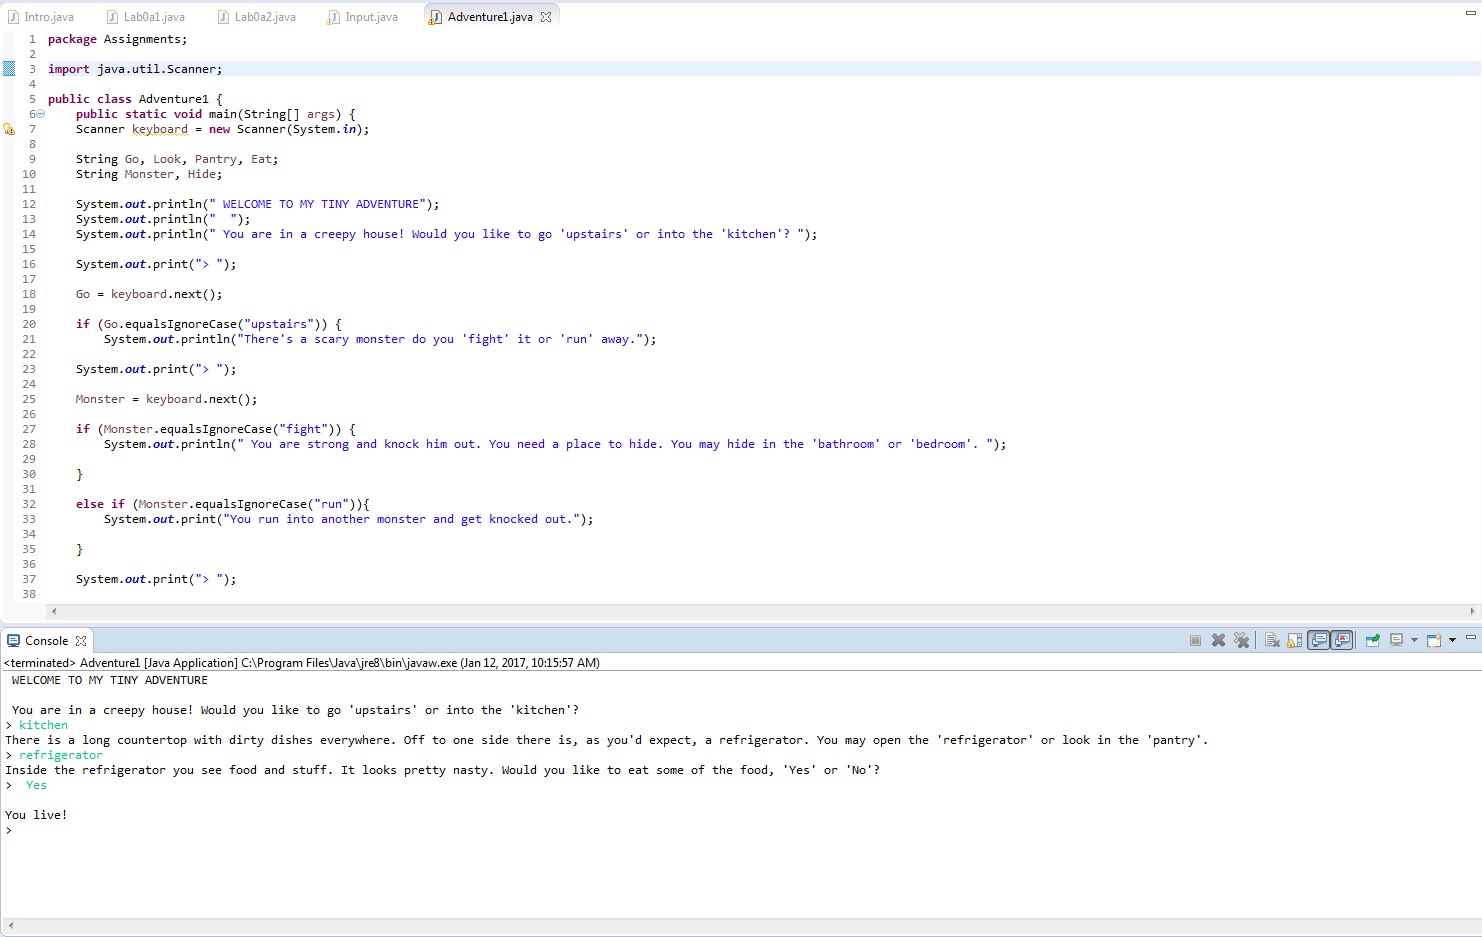 Intro.java Lab0a1.java Lab0a2.java Input.java Adventure1.java
1 package Assignments;
2
3 import java.util.Scanner;
4
5 public class Adventure1 {
6 public static void main(String[] args) {
7 Scanner keyboard = new Scanner(System.in);
8
9 String Go, Look, Pantry, Eat;
10 String Monster, Hide;
11
12 System.out.println(" WELCOME TO MY TINY ADVENTURE");
13 System.out.println("  ");
14 System.out.println(" You are in a creepy house! Would you like to go 'upstairs' or into the 'kitchen'? ");
15
16 System.out.print("> ");
17
18 Go = keyboard.next();
19
20 if (Go.equalsIgnoreCase("upstairs")) {
21 System.out.println("There's a scary monster do you 'fight' it or 'run' away.");
22
23 System.out.print("> ");
24
25 Monster = keyboard.next();
26
27 if (Monster.equalsIgnoreCase("fight")) {
28 System.out.println(" You are strong and knock him out. You need a place to hide. You may hide in the 'bathroom' or 'bedroom'. ");
29
30 }
31
32 else if (Monster.equalsIgnoreCase("run")){
33 System.out.print("You run into another monster and get knocked out.");
34
35 }
36
37 System.out.print("> ");
38
Console
<terminated> Adventure1 [Java Application] C:\Program Files\Java\jre8\bin\javaw.exe (Jan 12, 2017, 10:15:57 AM)
WELCOME TO MY TINY ADVENTURE
You are in a creepy house! Would you like to go 'upstairs' or into the 'kitchen'?
> kitchen
There is a long countertop with dirty dishes everywhere. Off to one side there is, as you'd expect, a refrigerator. You may open the 'refrigerator' or look in the 'pantry'.
> refrigerator
Inside the refrigerator you see food and stuff. It looks pretty nasty. Would you like to eat some of the food, 'Yes' or 'No'?
>  Yes
You live!
>